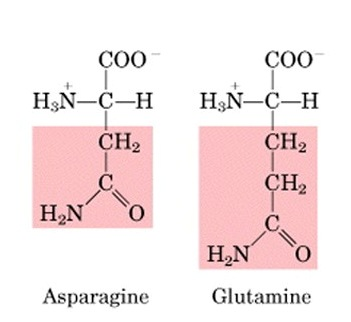 COO⁻ COO⁻
H₃N⁺—C—H H₃N⁺—C—H
CH₂ CH₂
CH₂
C C
H₂N O
H₂N O
Asparagine Glutamine